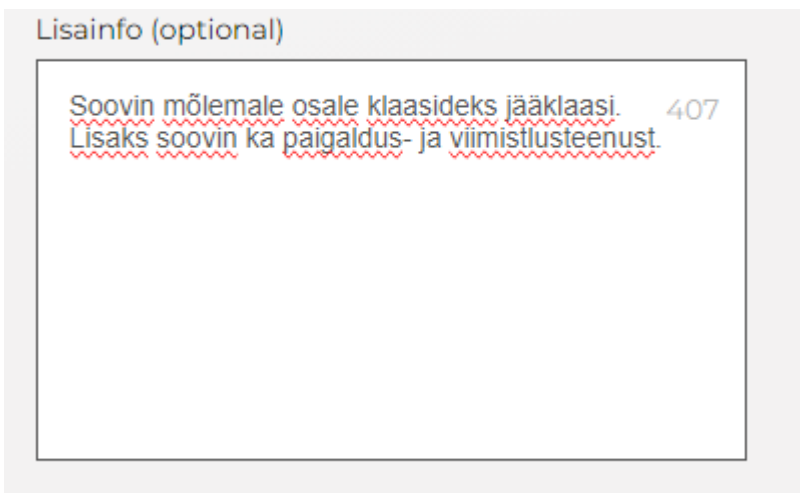 Lisainfo (optional)
Soovin mõlemale osale klaasideks jääklaasi. 407
Lisaks soovin ka paigaldus- ja viimistlusteenust.